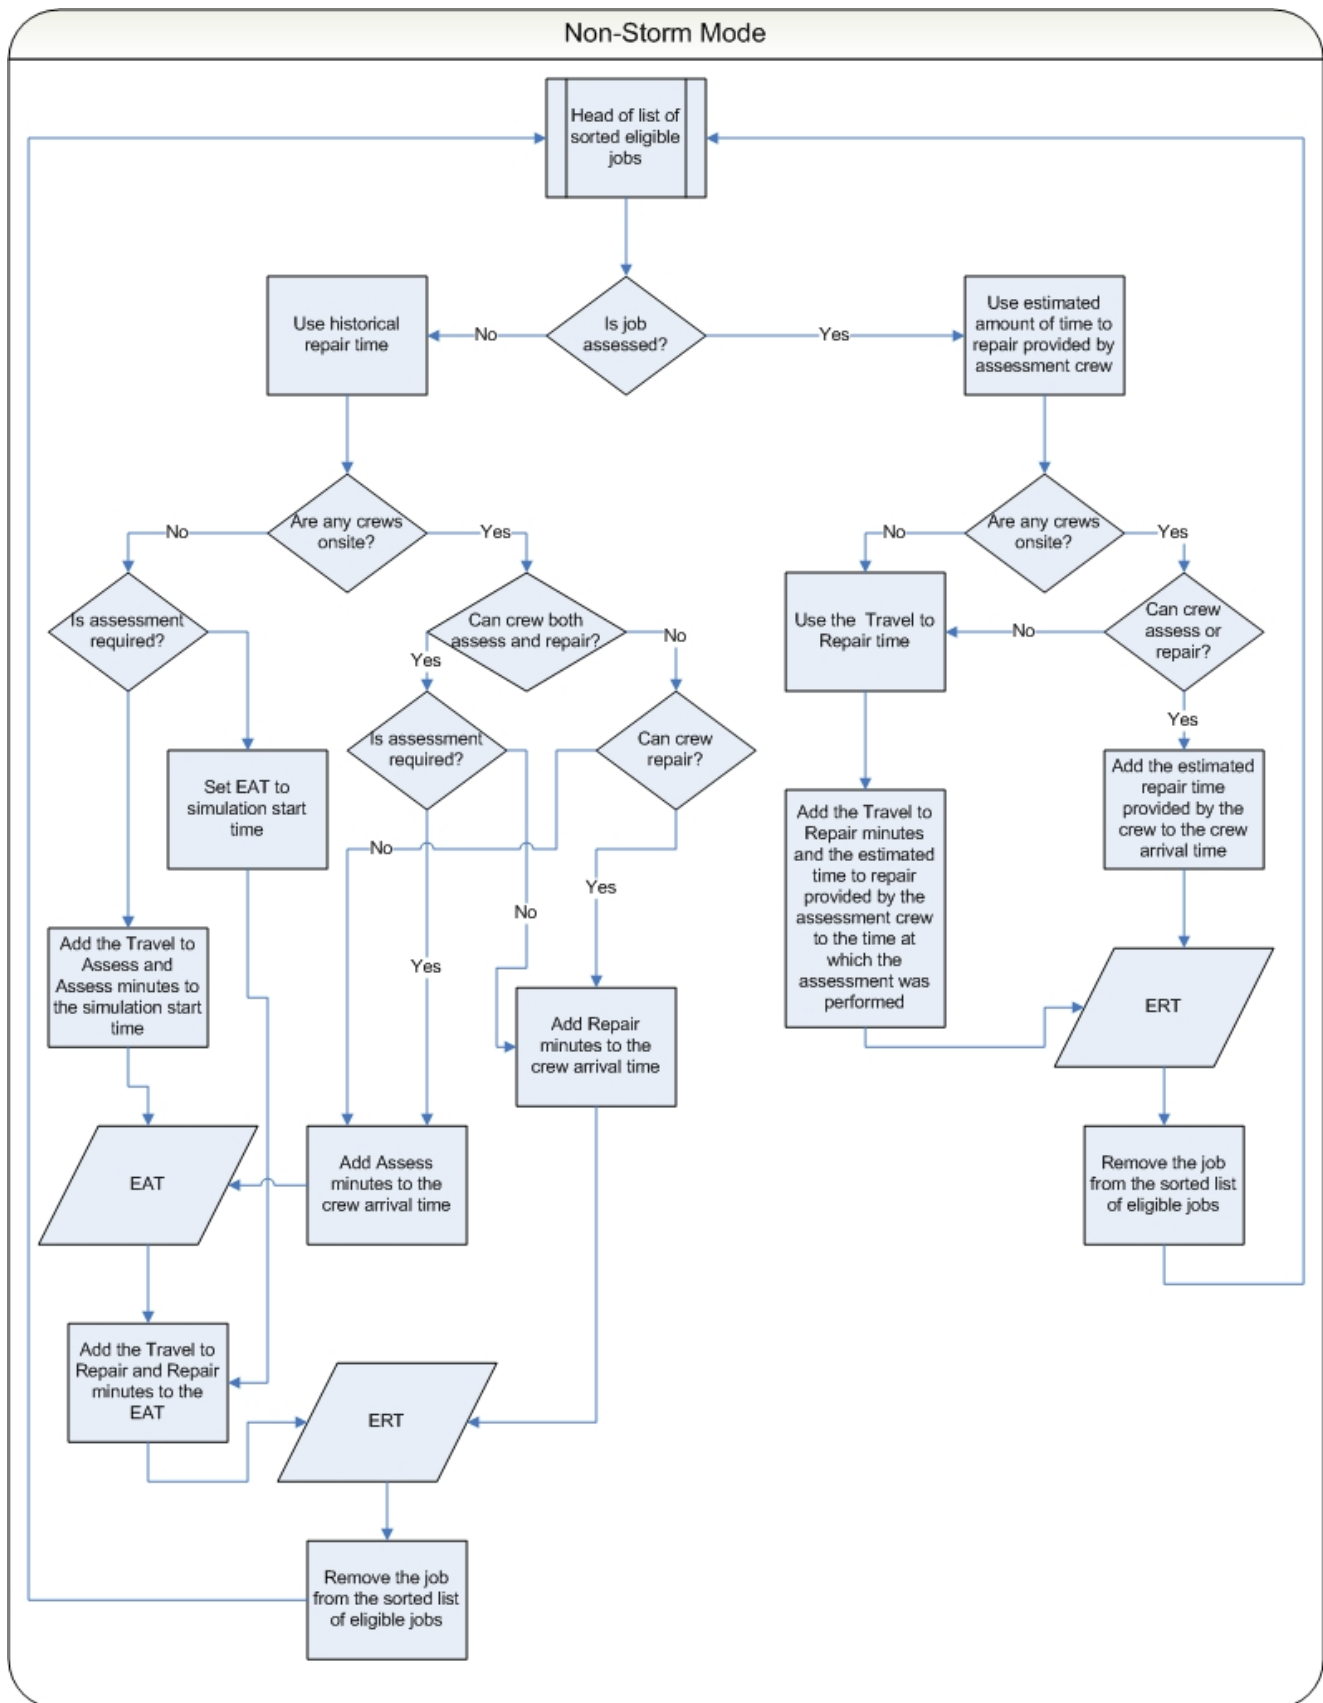 Non-Storm Mode
Head of list of
sorted eligible
jobs
Use historical
repair time
No
Is job
assessed?
Yes
Use estimated
amount of time to
repair provided by
assessment crew
No
Are any crews
onsite?
Yes
No
Are any crews
onsite?
Yes
Is assessment
required?
Can crew both
assess and repair?
No
Yes
Use the Travel to
Repair time
No
Can crew
assess or
repair?
Yes
Set EAT to
simulation start
time
Is assessment
required?
Can crew
repair?
No
Yes
No
Yes
Add the Travel to
Repair minutes
and the estimated
time to repair
provided by the
assessment crew
to the time at
which the
assessment was
performed
Add the estimated
repair time
provided by the
crew to the crew
arrival time
Add the Travel to
Assess and
Assess minutes to
the simulation start
time
Add Repair
minutes to the
crew arrival time
ERT
EAT
Add Assess
minutes to the
crew arrival time
Remove the job
from the sorted list
of eligible jobs
Add the Travel to
Repair and Repair
minutes to the
EAT
ERT
Remove the job
from the sorted list
of eligible jobs